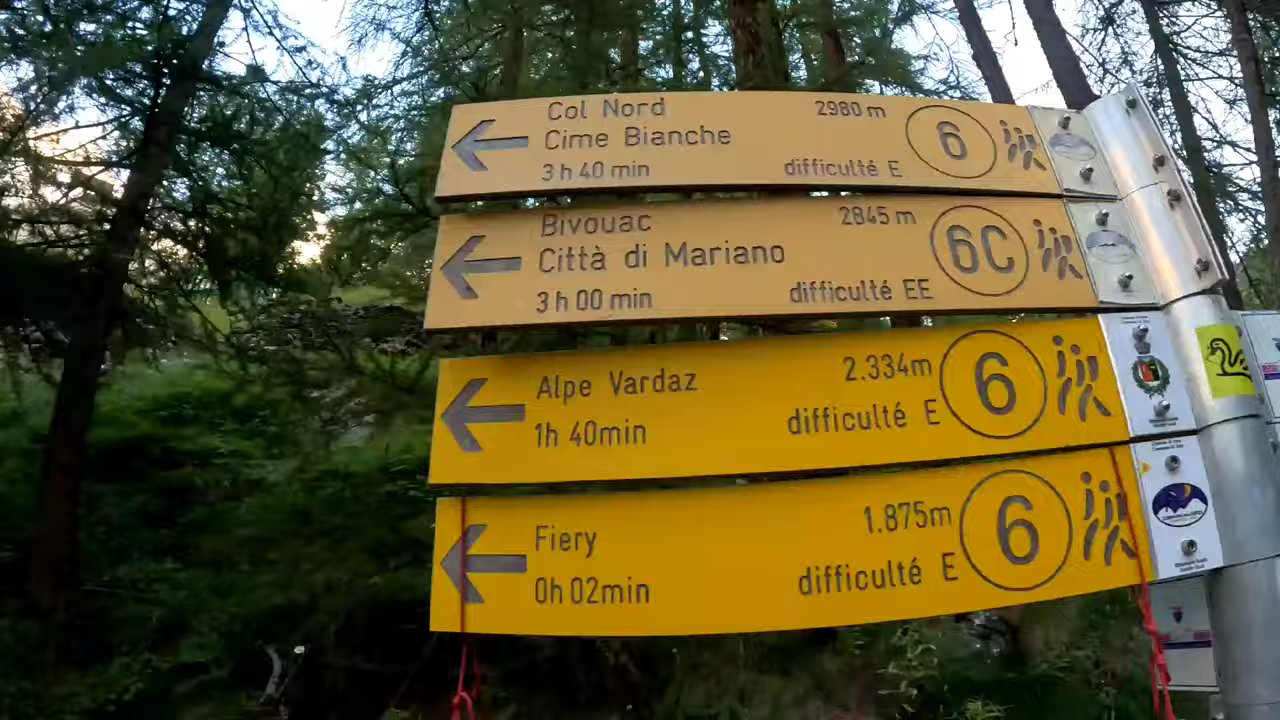 Col Nord 2980 m
Cime Bianche 6
3 h 40 min difficulté E
Bivouac 2845 m
Città di Mariano 6C
3 h 00 min difficulté EE
Alpe Vardaz 2.334m 6
1h 40min difficulté E
Fiery 1.875m 6
0h 02min difficulté E